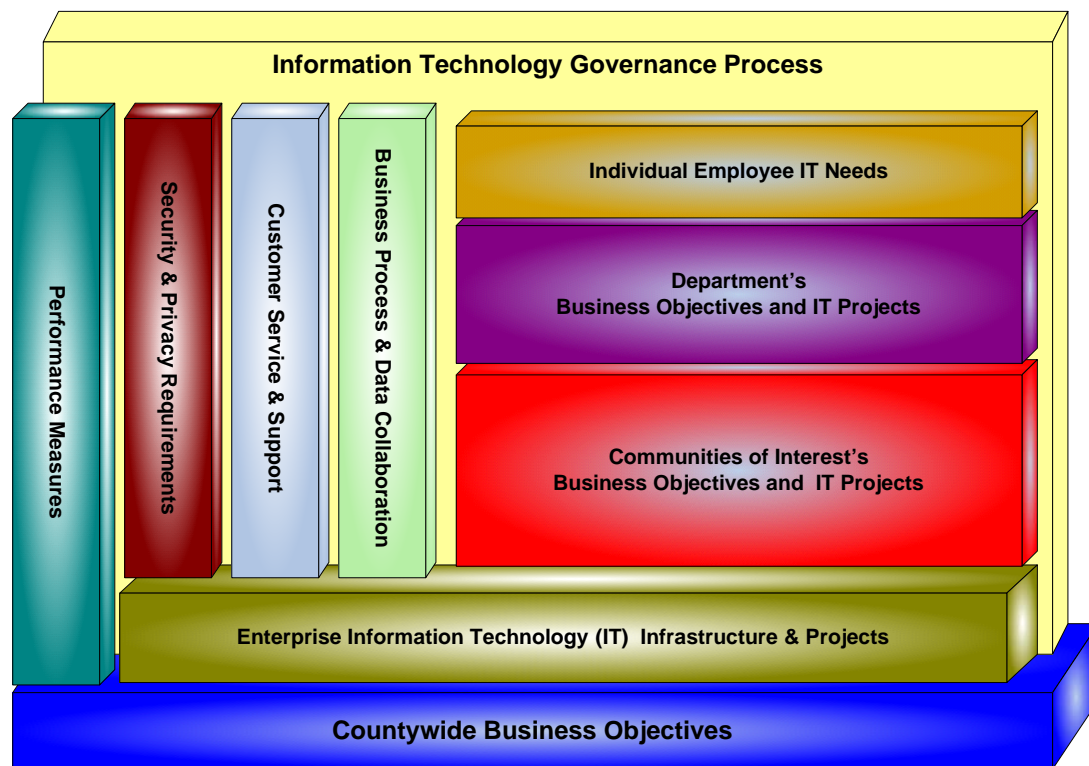 Information Technology Governance Process
Performance Measures
Security & Privacy Requirements
Customer Service & Support
Business Process & Data Collaboration
Individual Employee IT Needs
Department’s
Business Objectives and IT Projects
Communities of Interest’s
Business Objectives and  IT Projects
Enterprise Information Technology (IT)  Infrastructure & Projects
Countywide Business Objectives